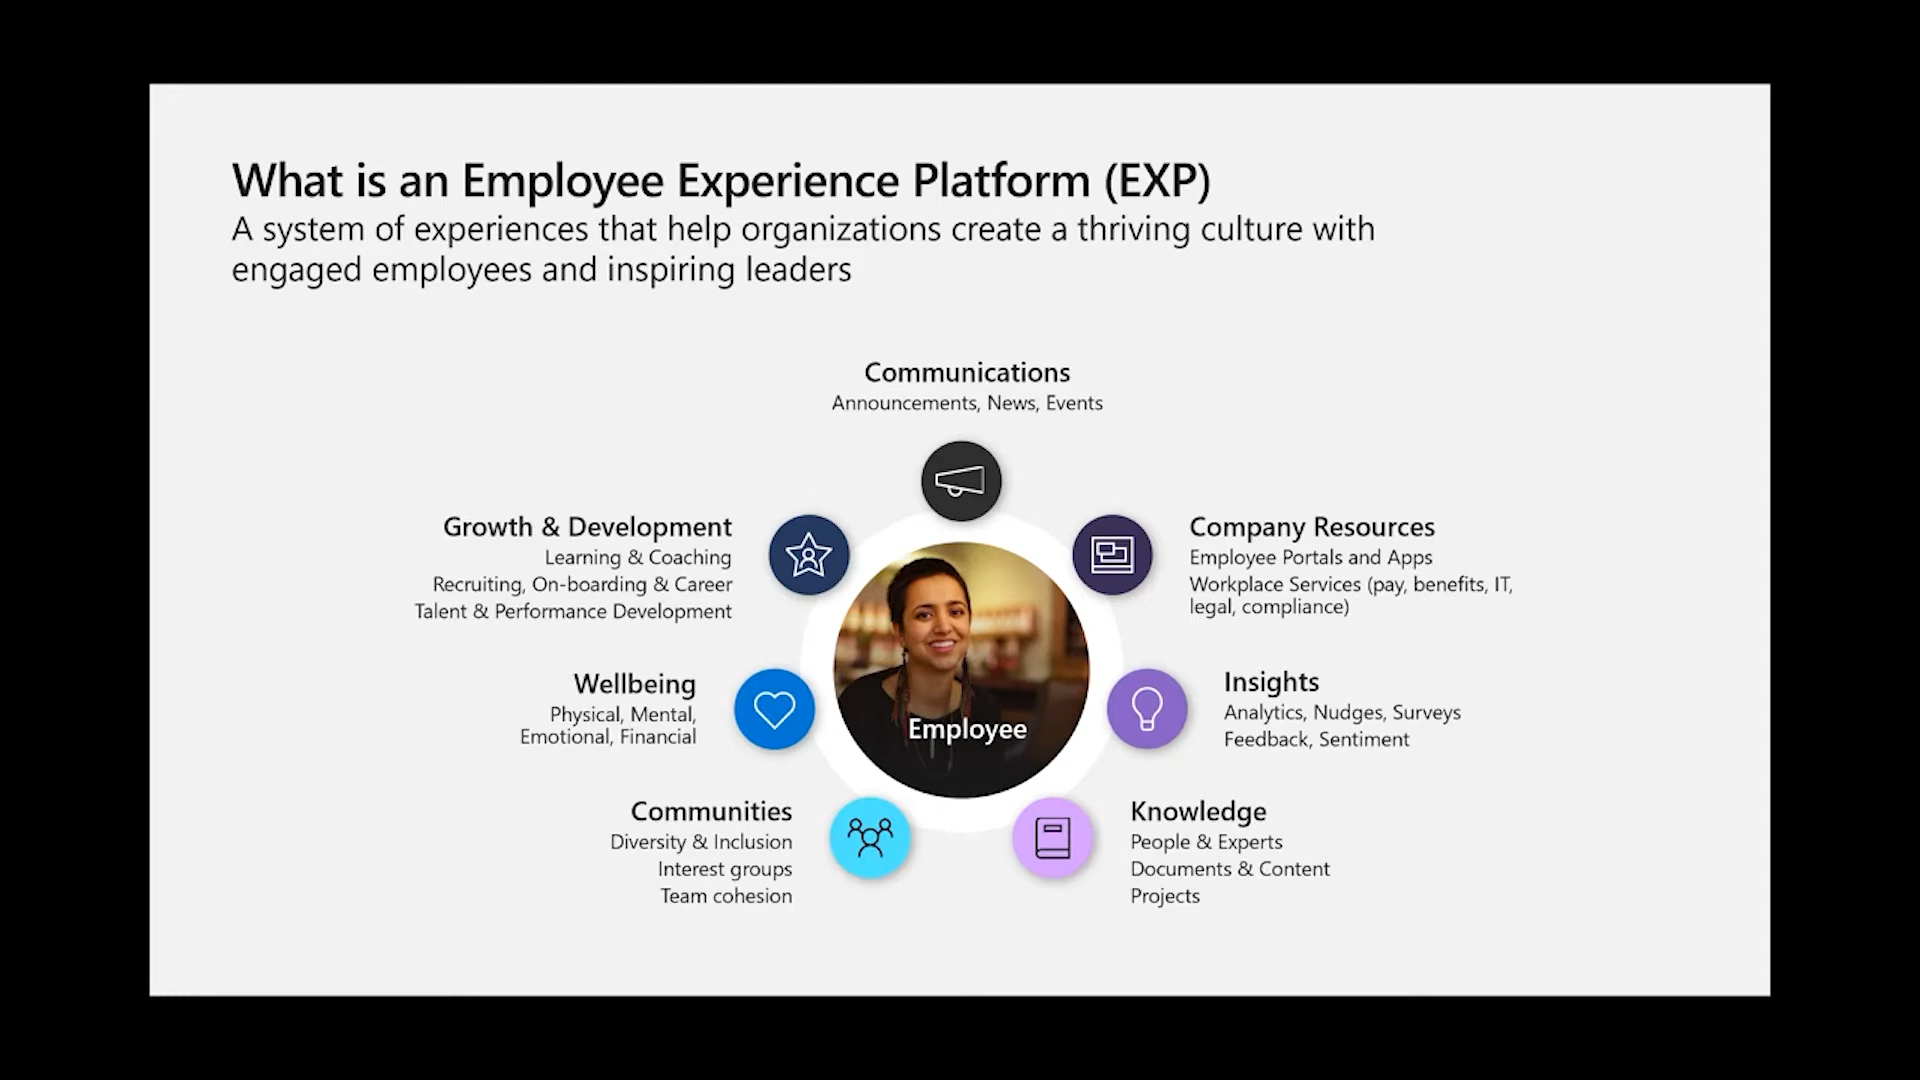 What is an Employee Experience Platform (EXP)
A system of experiences that help organizations create a thriving culture with
engaged employees and inspiring leaders
Communications
Announcements, News, Events
Growth & Development
Learning & Coaching
Recruiting, On-boarding & Career
Talent & Performance Development
Company Resources
Employee Portals and Apps
Workplace Services (pay, benefits, IT,
legal, compliance)
Wellbeing
Physical, Mental,
Emotional, Financial
Employee
Insights
Analytics, Nudges, Surveys
Feedback, Sentiment
Communities
Diversity & Inclusion
Interest groups
Team cohesion
Knowledge
People & Experts
Documents & Content
Projects